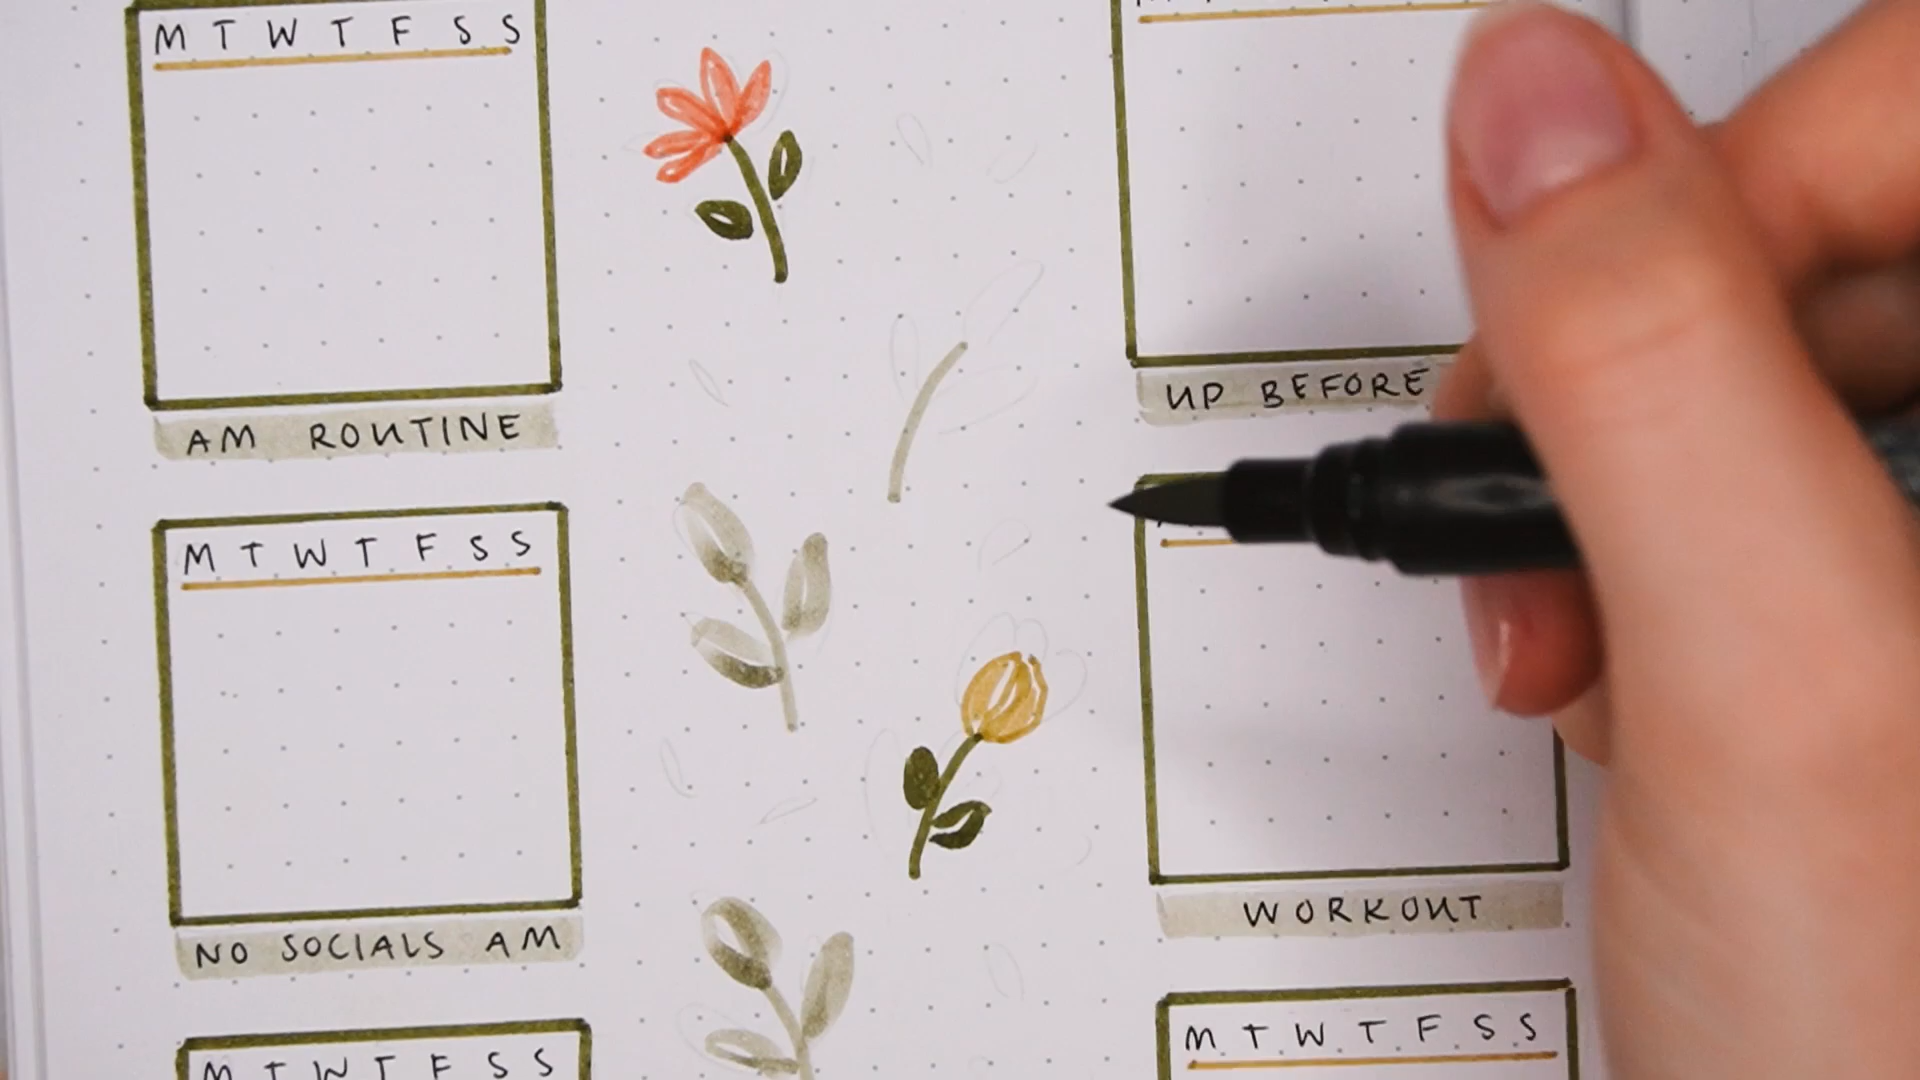 M T W T F S S
AM ROUTINE
UP BEFORE
M T W T F S S
NO SOCIALS AM
WORKOUT
M T W T F S S
M T W T F S S